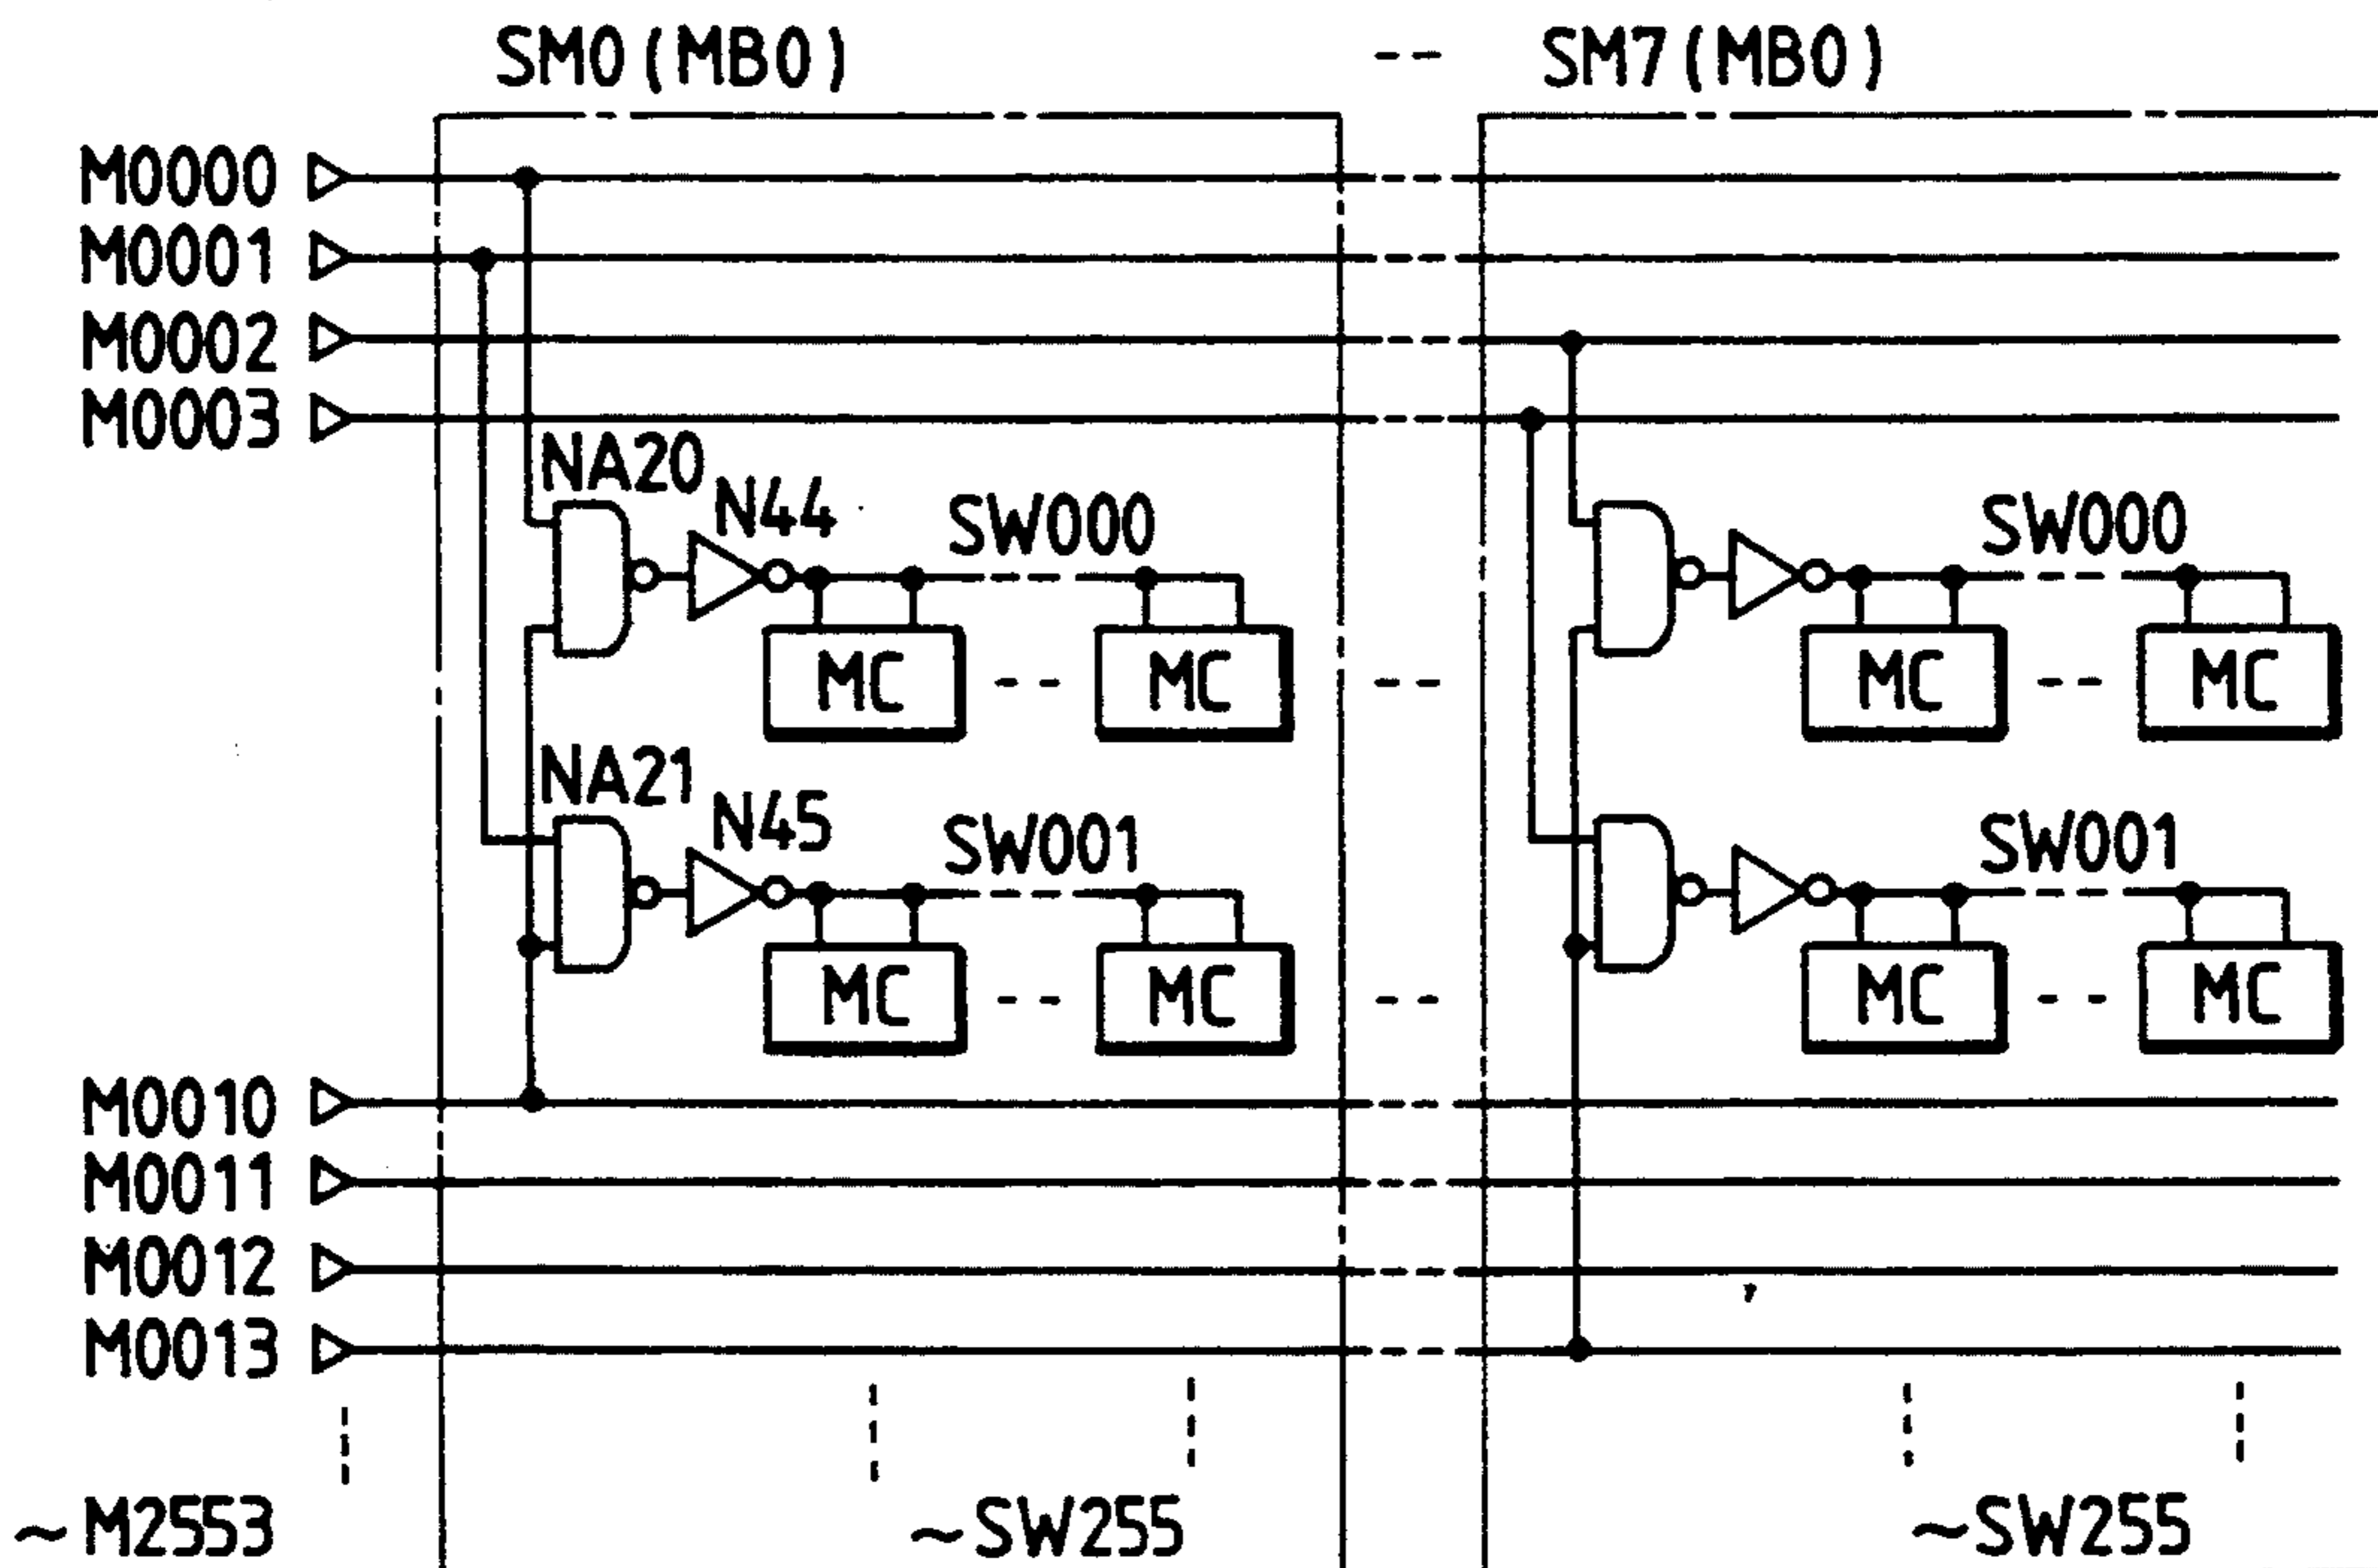 SM0 (MB0) -- SM7 (MB0)
M0000
M0001
M0002
M0003
NA20
N44
SW000
SW000
MC -- MC -- MC -- MC
NA21
N45
SW001
SW001
MC -- MC -- MC -- MC
M0010
M0011
M0012
M0013
~M2553
~SW255
~SW255